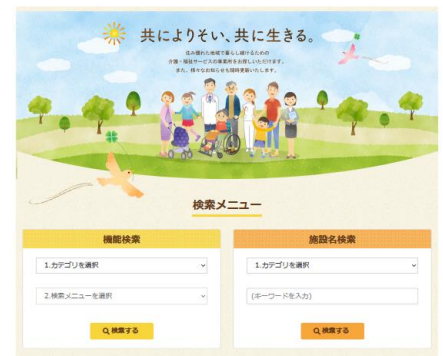 共によりそい、共に生きる。
住み慣れた地域で暮らし続けるための
介護・福祉サービスの事業所をお探しいただけます。
また、様々なお知らせも随時更新いたします。
検索メニュー
機能検索
1.カテゴリを選択
2.検索メニューを選択
検索する
施設名検索
1.カテゴリを選択
(キーワードを入力)
検索する